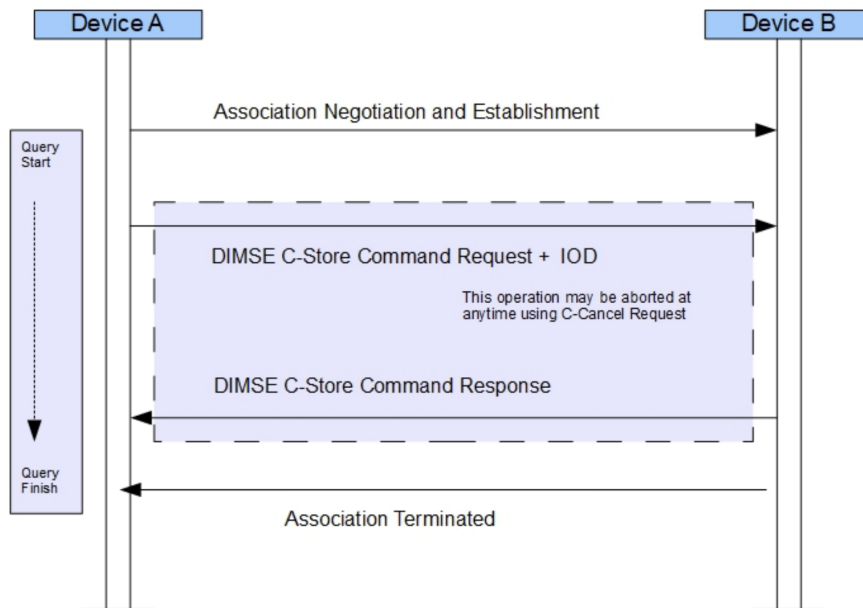 Device A
Device B
Association Negotiation and Establishment
Query
Start
DIMSE C-Store Command Request + IOD
This operation may be aborted at
anytime using C-Cancel Request
DIMSE C-Store Command Response
Query
Finish
Association Terminated